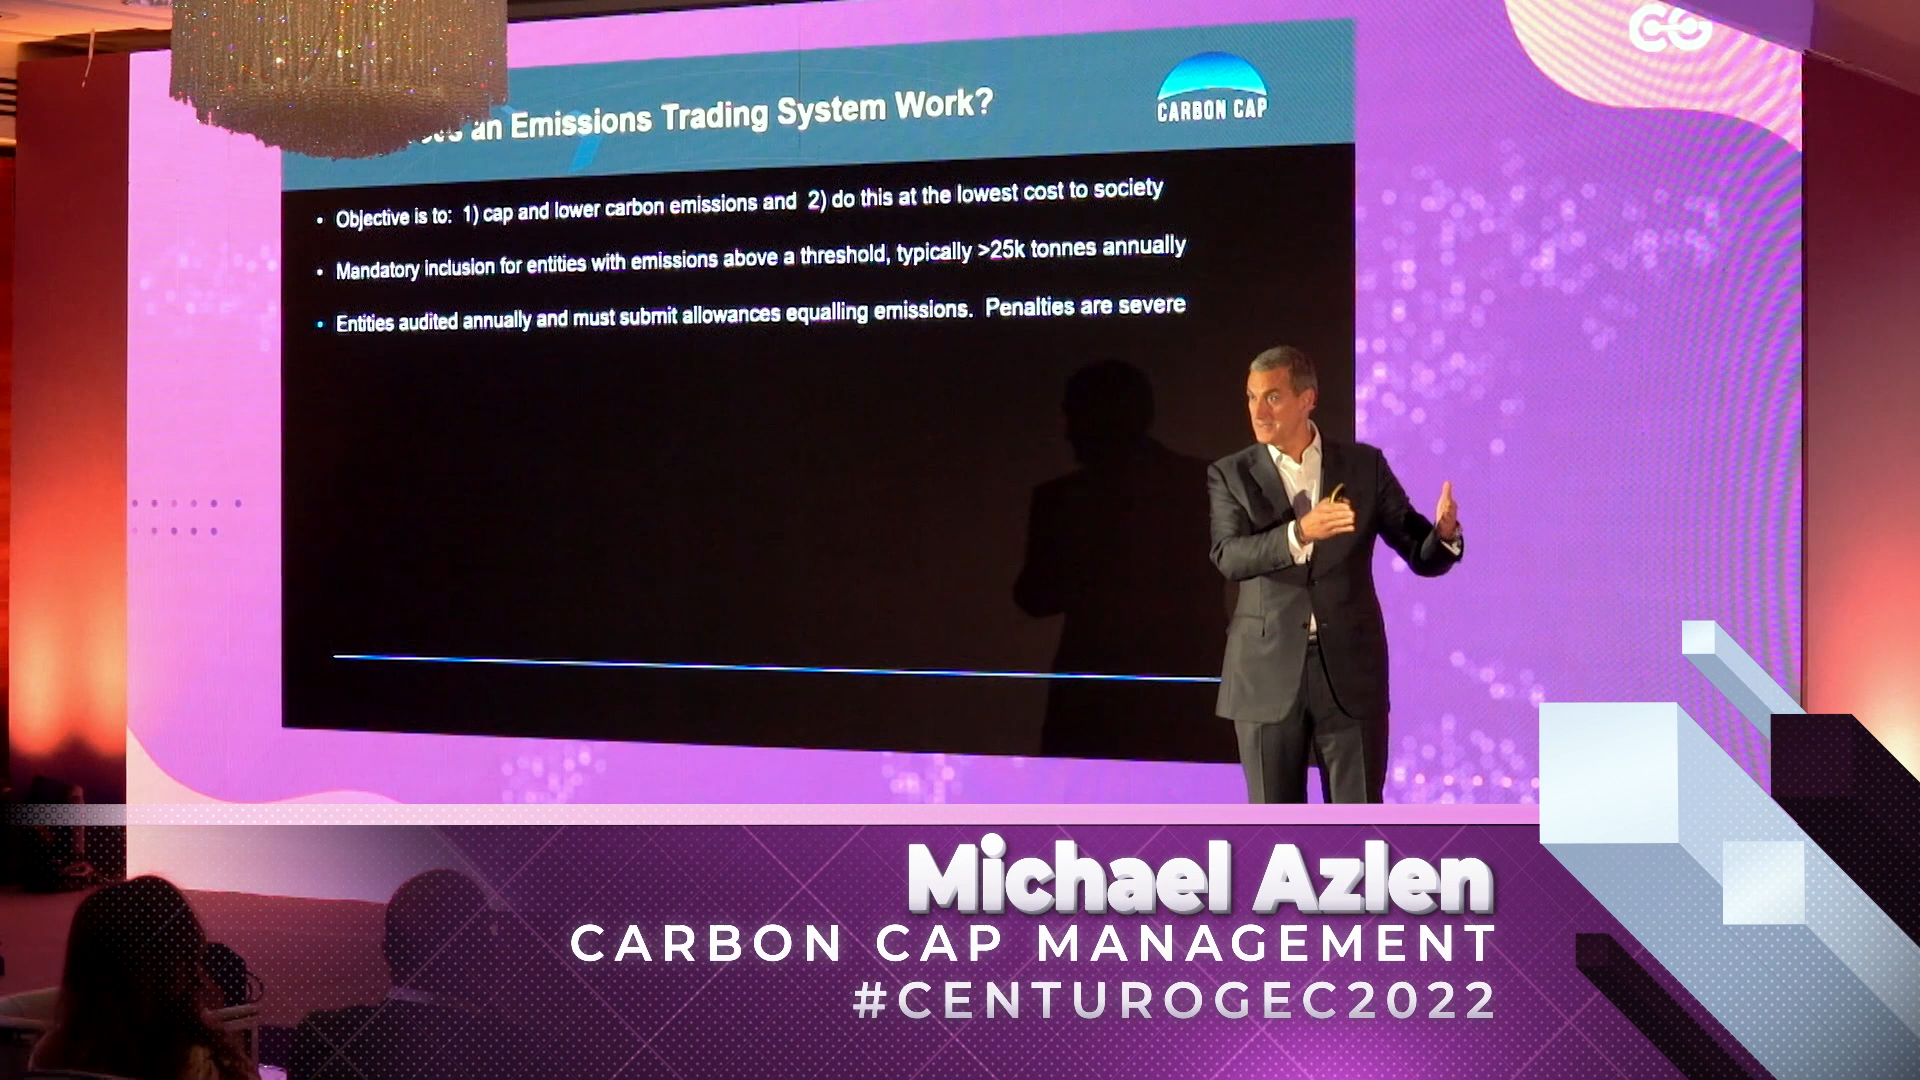 an Emissions Trading System Work?
CARBON CAP
• Objective is to: 1) cap and lower carbon emissions and 2) do this at the lowest cost to society
• Mandatory inclusion for entities with emissions above a threshold, typically >25k tonnes annually
• Entities audited annually and must submit allowances equalling emissions. Penalties are severe
Michael Azlen
CARBON CAP MANAGEMENT
#CENTUROGEC2022